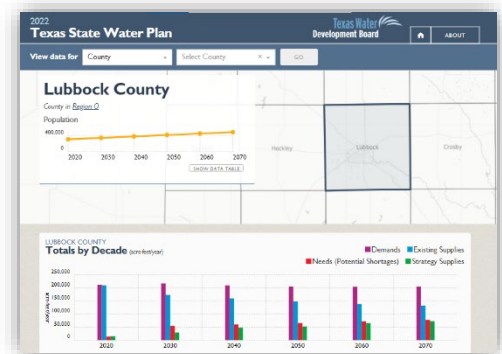 2022
Texas State Water Plan
Texas Water
Development Board
ABOUT
View data for County Select County × GO
Lubbock County
County in Region O
Population
400,000
0
2020 2030 2040 2050 2060 2070
SHOW DATA TABLE
Hockley
Lubbock
Crosby
LUBBOCK COUNTY
Totals by Decade (acre-feet/year)
Demands Existing Supplies
Needs (Potential Shortages) Strategy Supplies
250,000
200,000
150,000
100,000
50,000
0
2020 2030 2040 2050 2060 2070